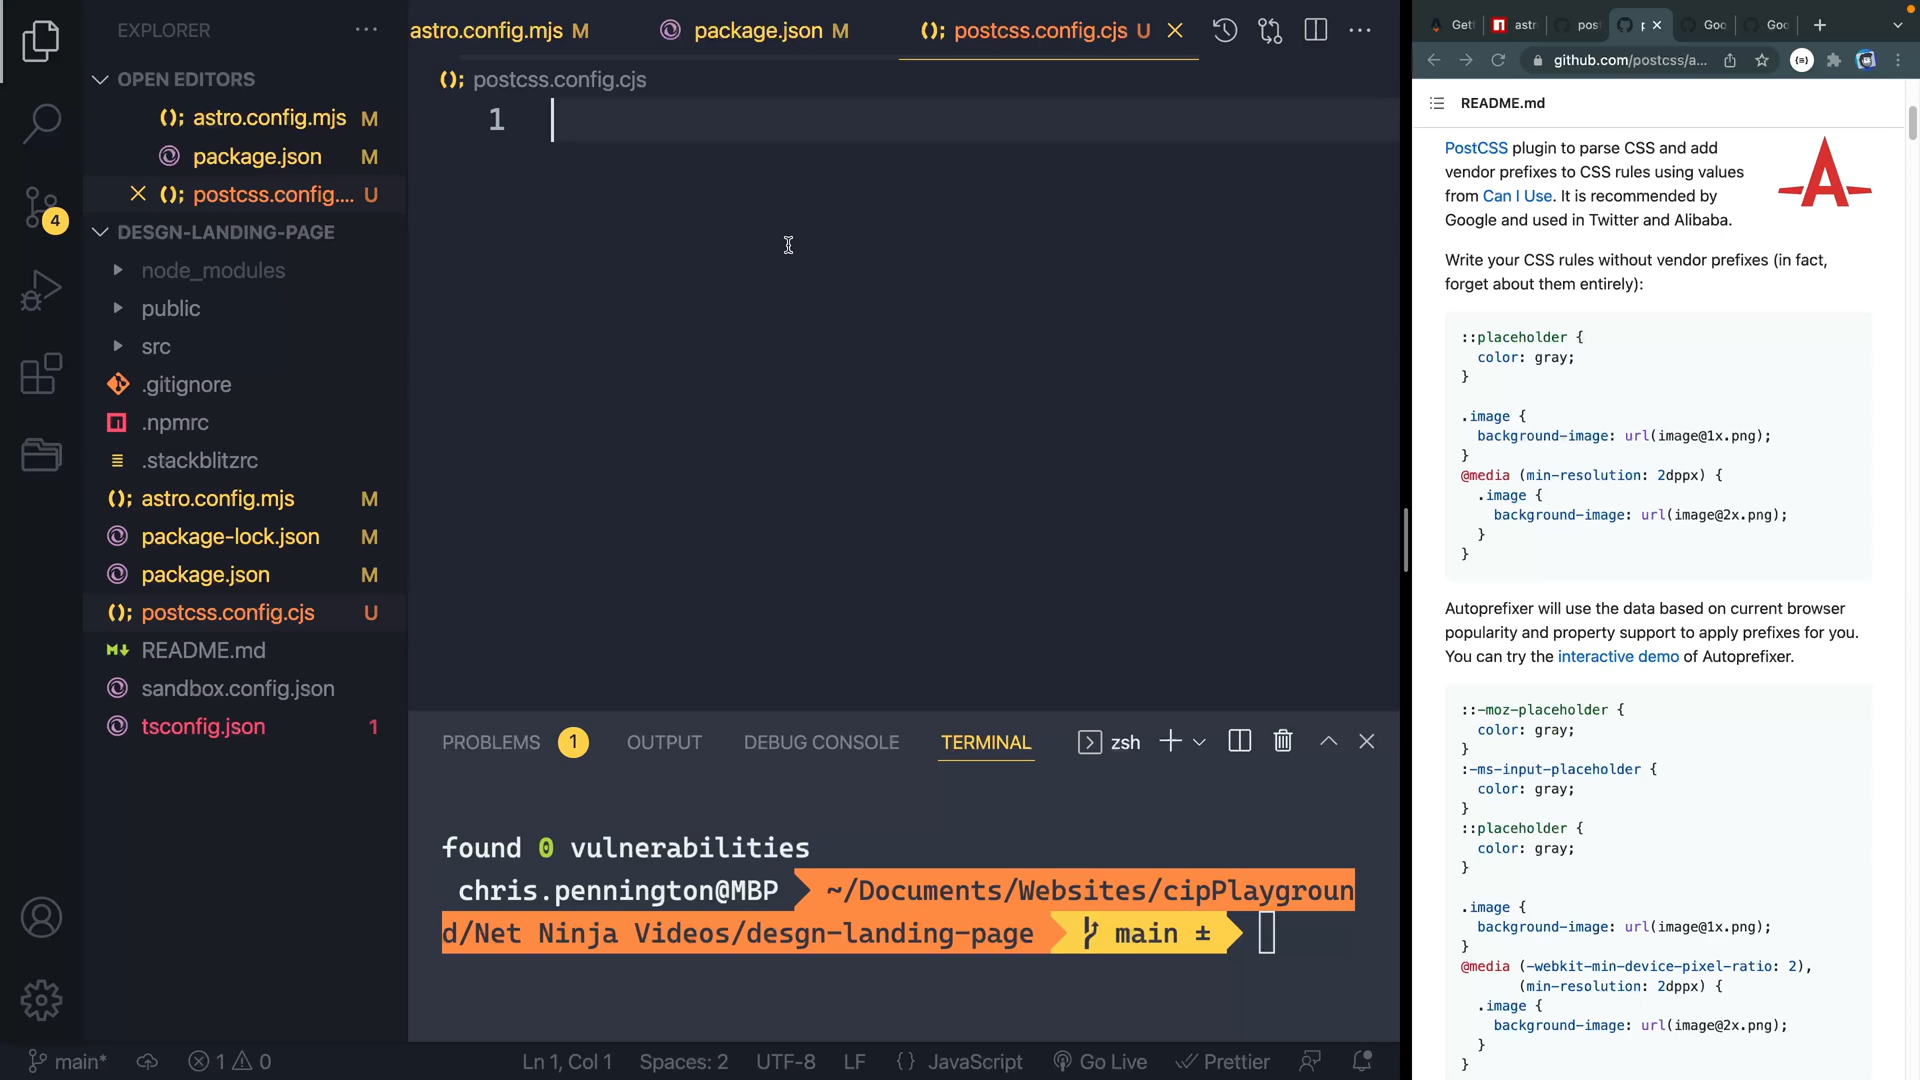 EXPLORER
OPEN EDITORS
astro.config.mjs M
package.json M
postcss.config.... U
DESGN-LANDING-PAGE
node_modules
public
src
.gitignore
.npmrc
.stackblitzrc
astro.config.mjs M
package-lock.json M
package.json M
postcss.config.cjs U
README.md
sandbox.config.json
tsconfig.json 1
4
astro.config.mjs M
package.json M
postcss.config.cjs U
postcss.config.cjs
1
PROBLEMS 1 OUTPUT DEBUG CONSOLE TERMINAL zsh
found 0 vulnerabilities
chris.pennington@MBP ~/Documents/Websites/cipPlaygroun
d/Net Ninja Videos/desgn-landing-page main ±
main* 1 0 Ln 1, Col 1 Spaces: 2 UTF-8 LF {} JavaScript Go Live Prettier
Gett astr post p Goo Goo
github.com/postcss/a...
README.md
PostCSS plugin to parse CSS and add
vendor prefixes to CSS rules using values
from Can I Use. It is recommended by
Google and used in Twitter and Alibaba.
Write your CSS rules without vendor prefixes (in fact,
forget about them entirely):
::placeholder {
color: gray;
}
.image {
background-image: url(image@1x.png);
}
@media (min-resolution: 2dppx) {
.image {
background-image: url(image@2x.png);
}
}
Autoprefixer will use the data based on current browser
popularity and property support to apply prefixes for you.
You can try the interactive demo of Autoprefixer.
::-moz-placeholder {
color: gray;
}
:-ms-input-placeholder {
color: gray;
}
::placeholder {
color: gray;
}
.image {
background-image: url(image@1x.png);
}
@media (-webkit-min-device-pixel-ratio: 2),
(min-resolution: 2dppx) {
.image {
background-image: url(image@2x.png);
}
}